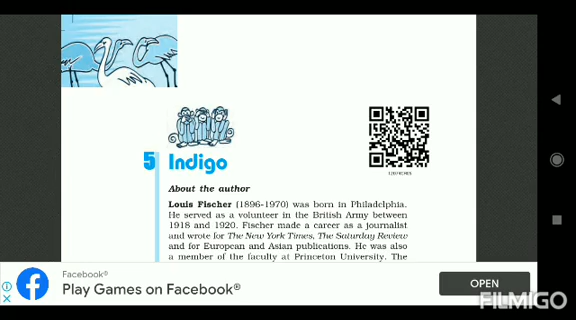 5 Indigo
About the author
Louis Fischer (1896-1970) was born in Philadelphia.
He served as a volunteer in the British Army between
1918 and 1920. Fischer made a career as a journalist
and wrote for The New York Times, The Saturday Review
and for European and Asian publications. He was also
a member of the faculty at Princeton University. The
Facebook®
Play Games on Facebook®
OPEN
FILMIGO